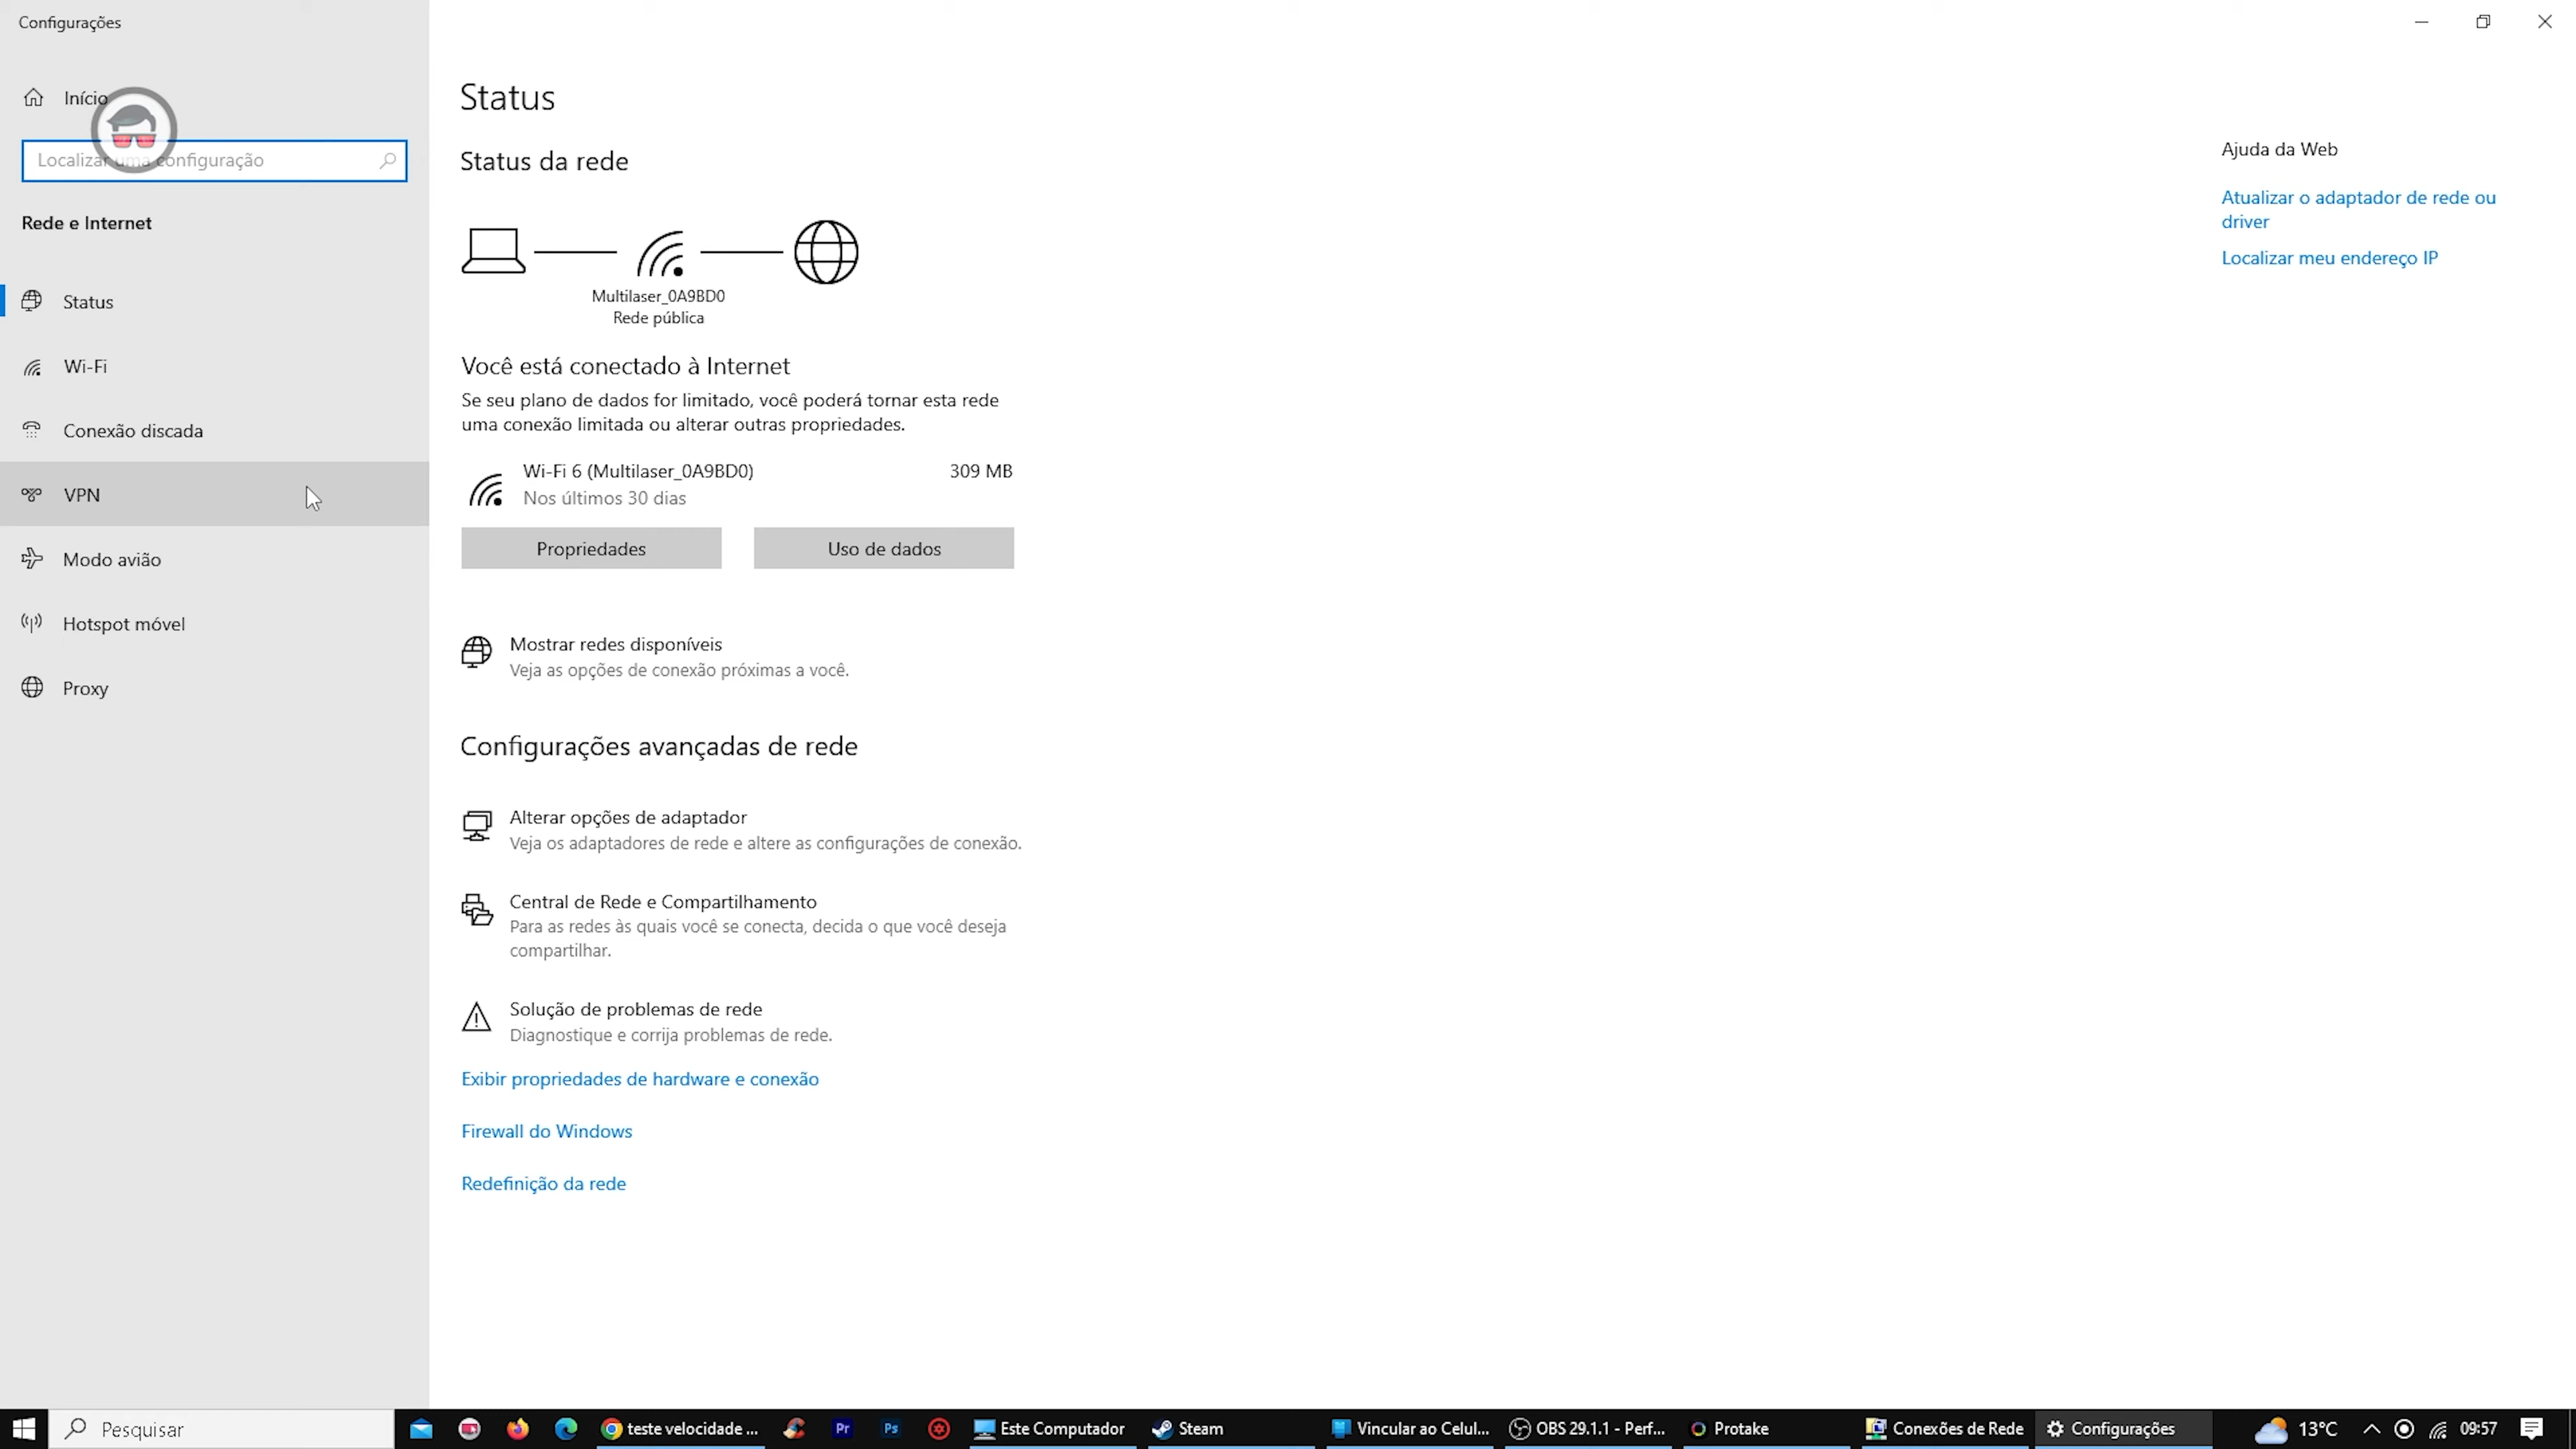 Configurações
Início
Localizar uma configuração
Rede e Internet
Status
Wi-Fi
Conexão discada
VPN
Modo avião
Hotspot móvel
Proxy
Status
Status da rede
Multilaser_0A9BD0
Rede pública
Você está conectado à Internet
Se seu plano de dados for limitado, você poderá tornar esta rede
uma conexão limitada ou alterar outras propriedades.
Wi-Fi 6 (Multilaser_0A9BD0) 309 MB
Nos últimos 30 dias
Propriedades Uso de dados
Mostrar redes disponíveis
Veja as opções de conexão próximas a você.
Configurações avançadas de rede
Alterar opções de adaptador
Veja os adaptadores de rede e altere as configurações de conexão.
Central de Rede e Compartilhamento
Para as redes às quais você se conecta, decida o que você deseja
compartilhar.
Solução de problemas de rede
Diagnostique e corrija problemas de rede.
Exibir propriedades de hardware e conexão
Firewall do Windows
Redefinição da rede
Ajuda da Web
Atualizar o adaptador de rede ou
driver
Localizar meu endereço IP
Pesquisar teste velocidade ... Pr Ps Este Computador Steam Vincular ao Celul... OBS 29.1.1 - Perf... Protake Conexões de Rede Configurações 13°C 09:57